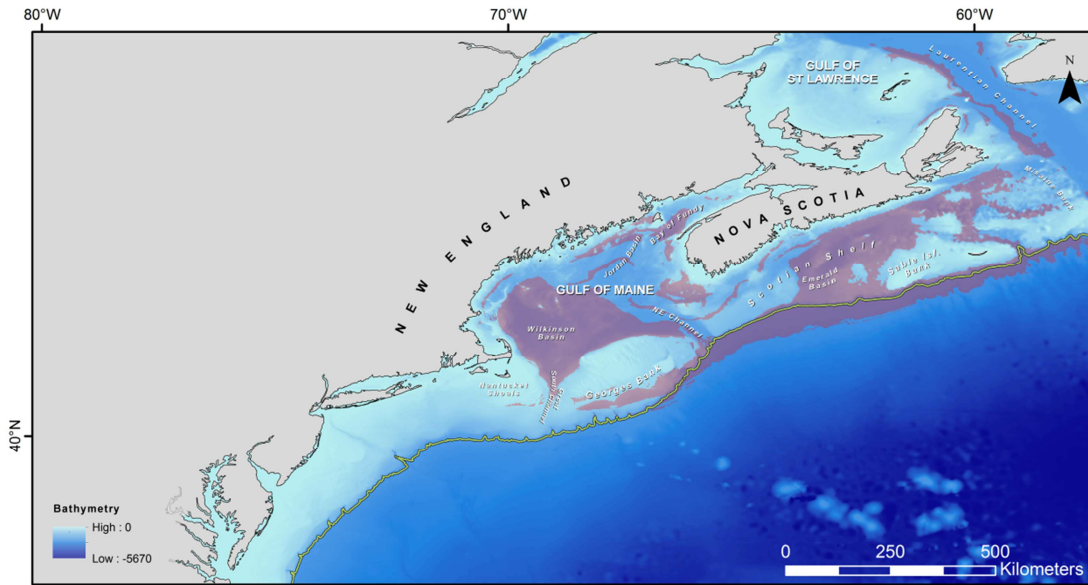 80°W
70°W
60°W
GULF OF
ST LAWRENCE
Laurentian Channel
N
NEW ENGLAND
NOVA SCOTIA
Bay of Fundy
Jordan Basin
GULF OF MAINE
Scotian Shelf
Emerald
Basin
Sable Isl.
Bank
NE Channel
Wilkinson
Basin
Nantucket
Shoals
Georges Bank
40°N
Bathymetry
High : 0
Low : -5670
0
250
500
Kilometers